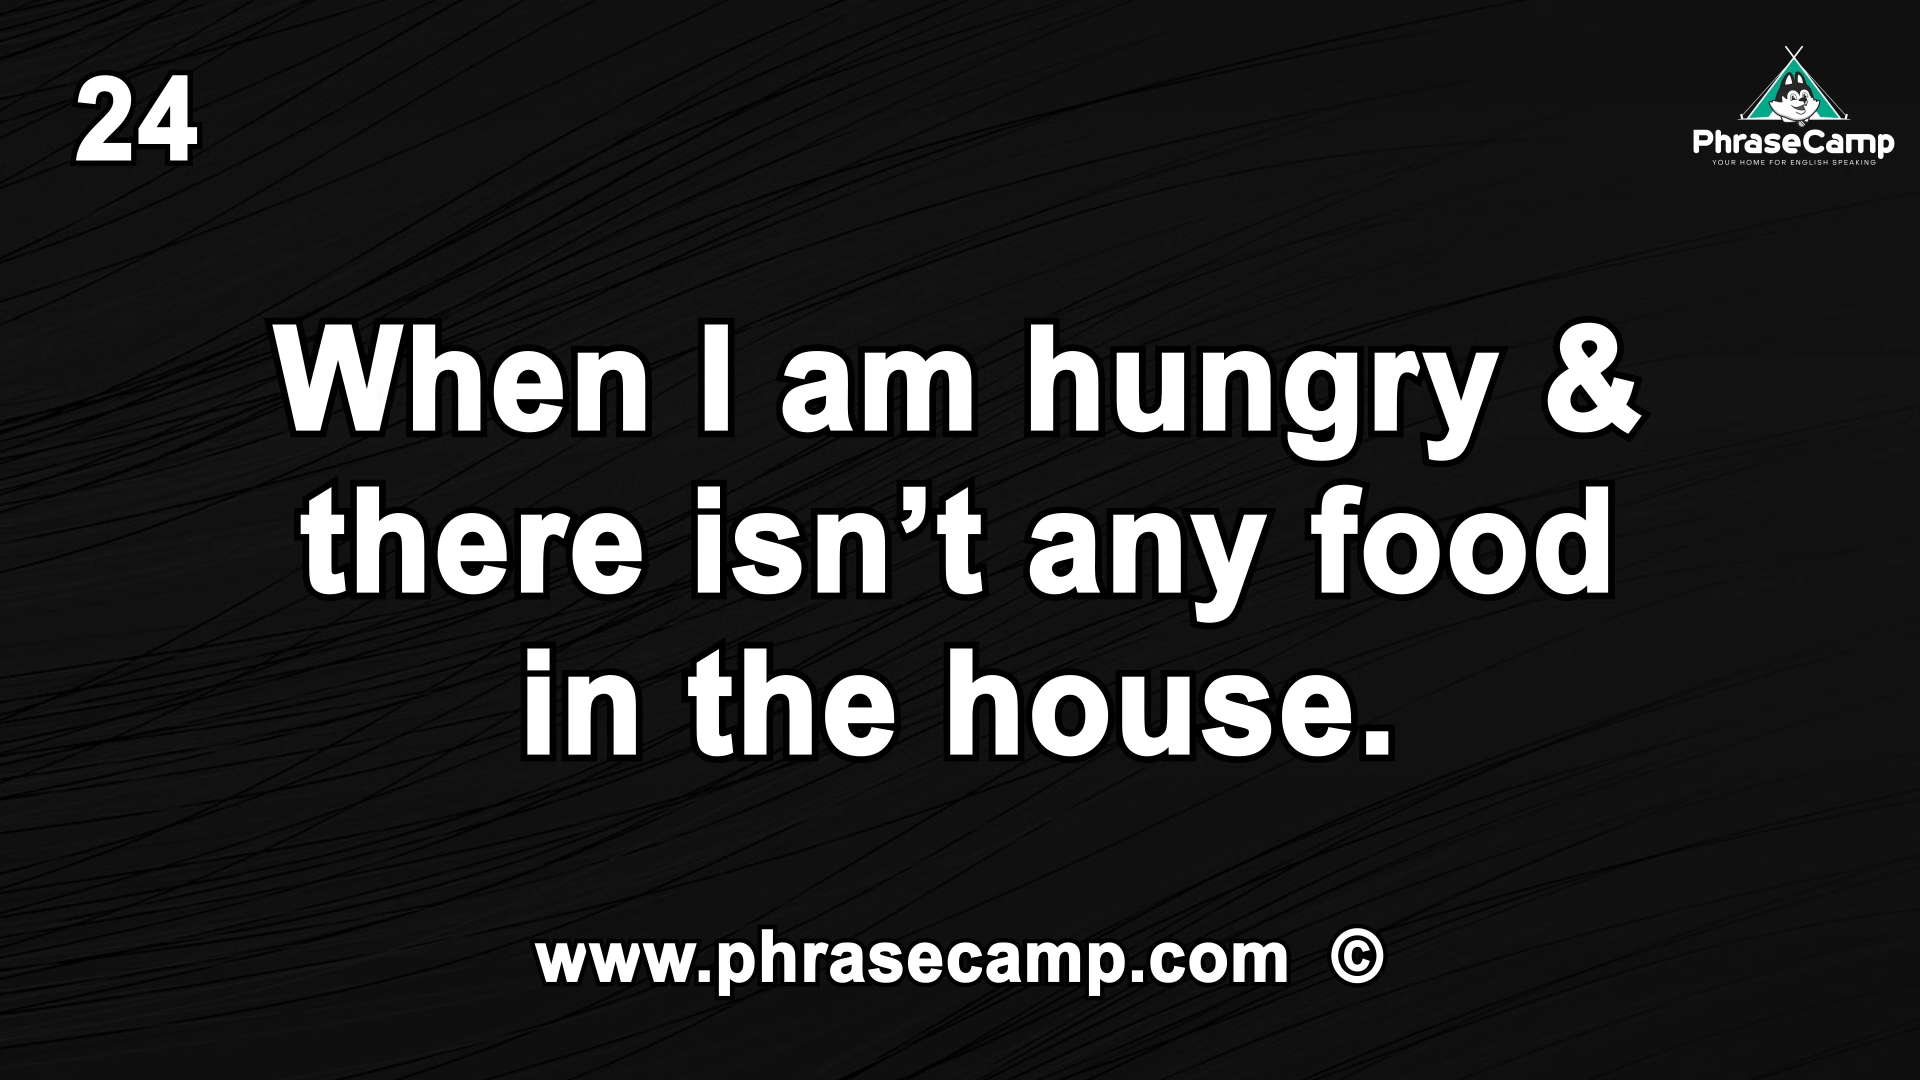 24
PhraseCamp
YOUR HOME FOR ENGLISH SPEAKING
When I am hungry &
there isn’t any food
in the house.
www.phrasecamp.com ©